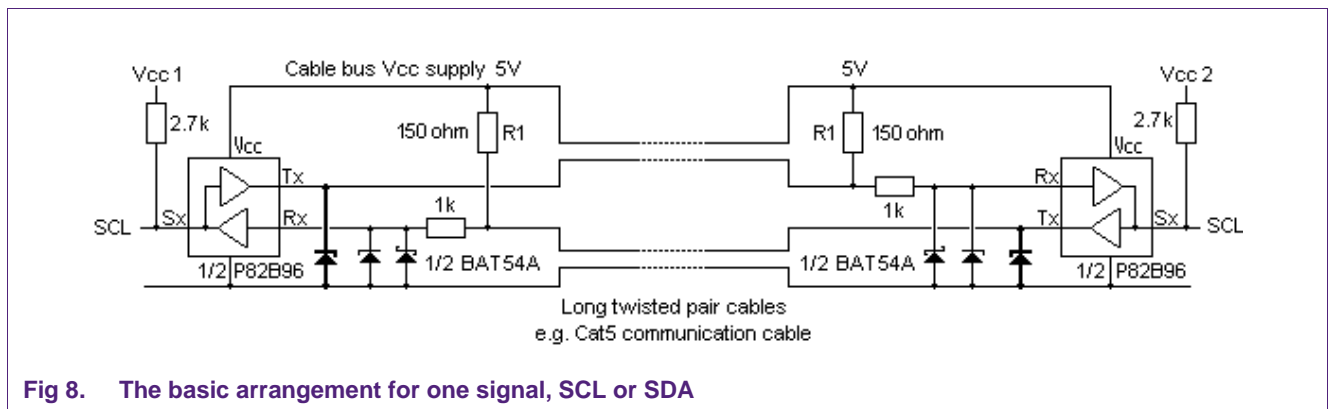 Cable bus Vcc supply 5V
5V
Vcc 1
Vcc 2
2.7k
150 ohm
R1
R1
150 ohm
2.7k
Vcc
Vcc
Tx
Rx
1k
1k
SCL
Sx
Rx
Tx
Sx
SCL
1/2 P82B96
1/2 BAT54A
1/2 BAT54A
1/2 P82B96
Long twisted pair cables
e.g. Cat5 communication cable
Fig 8. The basic arrangement for one signal, SCL or SDA